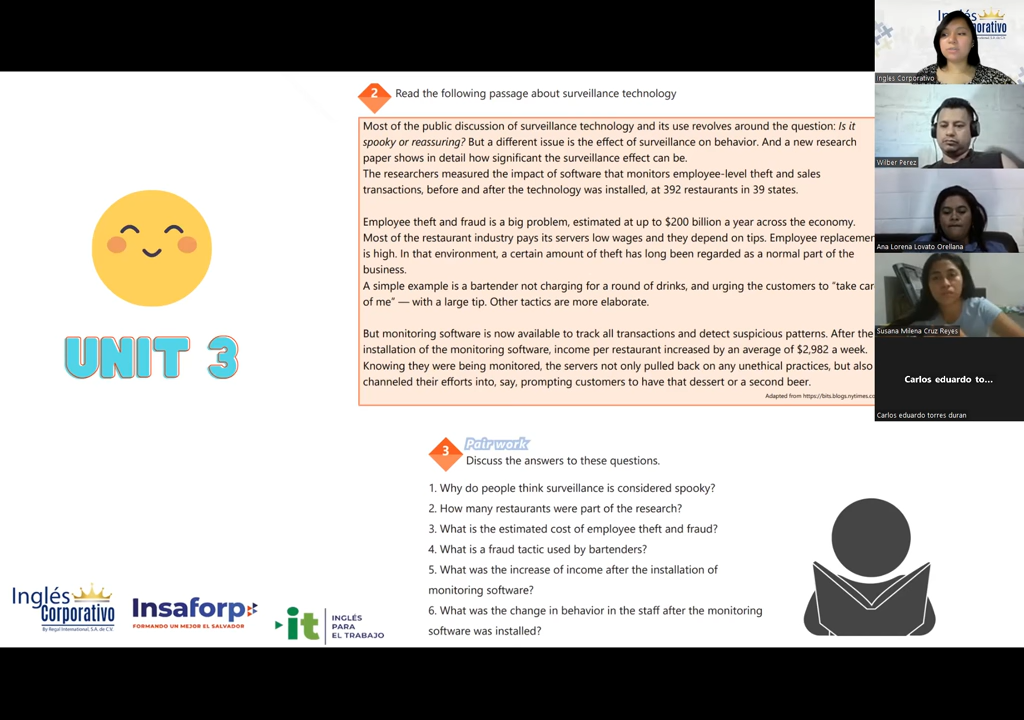 2
Read the following passage about surveillance technology
Most of the public discussion of surveillance technology and its use revolves around the question: Is it
spooky or reassuring? But a different issue is the effect of surveillance on behavior. And a new research
paper shows in detail how significant the surveillance effect can be.
The researchers measured the impact of software that monitors employee-level theft and sales
transactions, before and after the technology was installed, at 392 restaurants in 39 states.
Employee theft and fraud is a big problem, estimated at up to $200 billion a year across the economy.
Most of the restaurant industry pays its servers low wages and they depend on tips. Employee replacemen
is high. In that environment, a certain amount of theft has long been regarded as a normal part of the
business.
A simple example is a bartender not charging for a round of drinks, and urging the customers to “take car
of me” — with a large tip. Other tactics are more elaborate.
But monitoring software is now available to track all transactions and detect suspicious patterns. After the
installation of the monitoring software, income per restaurant increased by an average of $2,982 a week.
Knowing they were being monitored, the servers not only pulled back on any unethical practices, but also
channeled their efforts into, say, prompting customers to have that dessert or a second beer.
Adapted from https://bits.blogs.nytimes.co
UNIT 3
3
Pair work
Discuss the answers to these questions.
1. Why do people think surveillance is considered spooky?
2. How many restaurants were part of the research?
3. What is the estimated cost of employee theft and fraud?
4. What is a fraud tactic used by bartenders?
5. What was the increase of income after the installation of
monitoring software?
6. What was the change in behavior in the staff after the monitoring
software was installed?
Inglés
Corporativo
By Regal International, S.A. de C.V.
Insaforp
FORMANDO UN MEJOR EL SALVADOR
it
INGLÉS
PARA
EL TRABAJO
Inglés Corporativo
Wilber Perez
Ana Lorena Lovato Orellana
Susana Milena Cruz Reyes
Carlos eduardo to...
Carlos eduardo torres duran